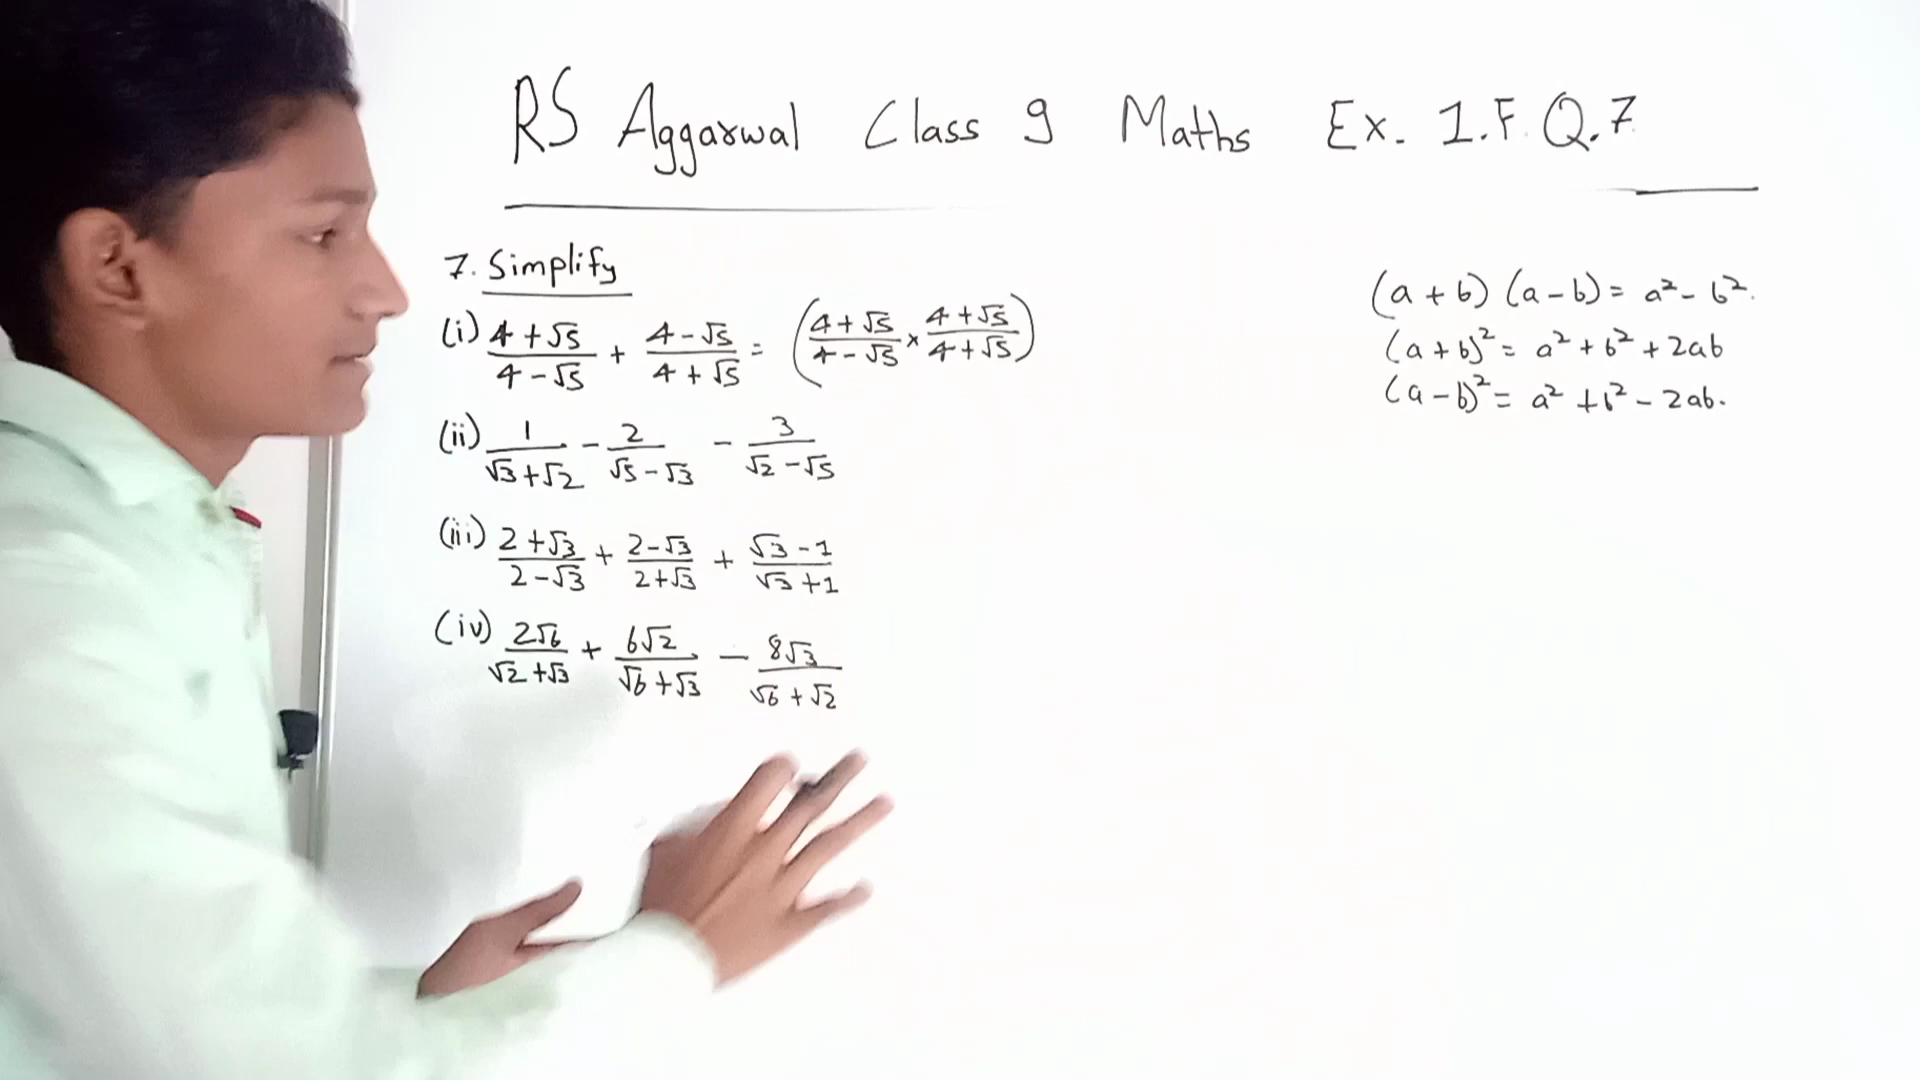 RS Aggarwal Class 9 Maths Ex. 1.F. Q.7
7. Simplify
(i) (4+√5)/(4-√5) + (4-√5)/(4+√5) = ((4+√5)/(4-√5) × (4+√5)/(4+√5))
(ii) 1/(√3+√2) - 2/(√5-√3) - 3/(√2-√5)
(iii) (2+√3)/(2-√3) + (2-√3)/(2+√3) + (√3-1)/(√3+1)
(iv) 2√6/(√2+√3) + 6√2/(√6+√3) - 8√3/(√6+√2)
(a+b) (a-b) = a²-b².
(a+b)² = a²+b²+2ab
(a-b)² = a²+b²-2ab.